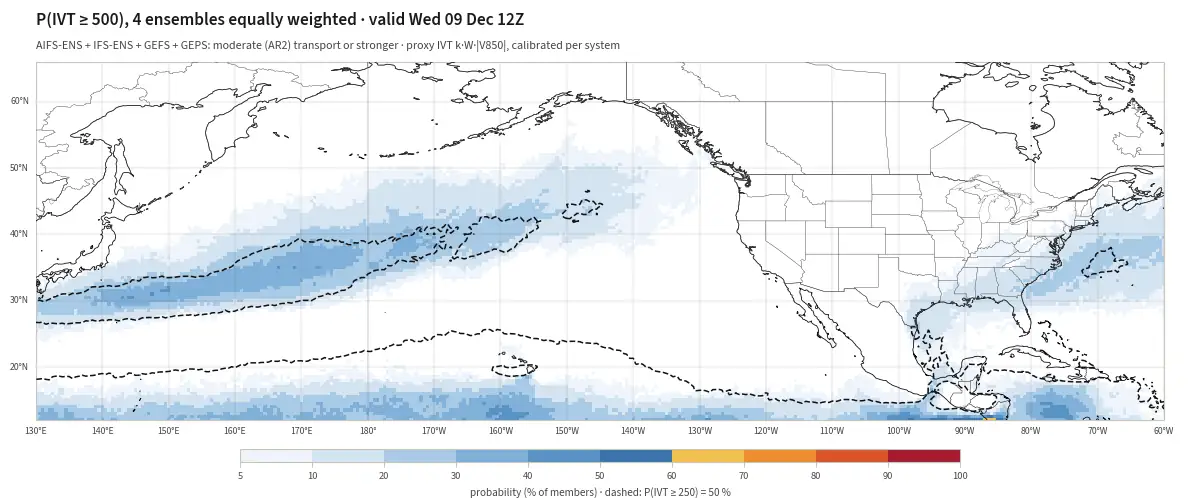 P(IVT ≥ 500), 4 ensembles equally weighted · valid Wed 09 Dec 12Z
AIFS-ENS + IFS-ENS + GEFS + GEPS: moderate (AR2) transport or stronger · proxy IVT k·W·|V850|, calibrated per system
60°N
50°N
40°N
30°N
20°N
130°E 140°E 150°E 160°E 170°E 180° 170°W 160°W 150°W 140°W 130°W 120°W 110°W 100°W 90°W 80°W 70°W 60°W
5 10 20 30 40 50 60 70 80 90 100
probability (% of members) · dashed: P(IVT ≥ 250) = 50 %